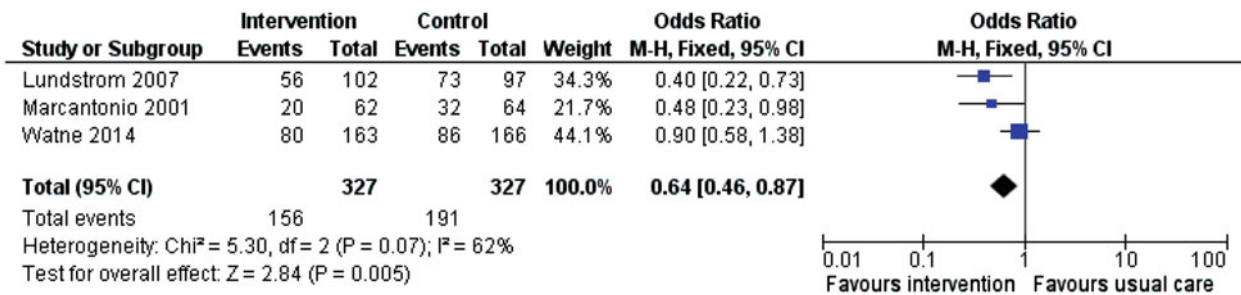 Intervention Control Odds Ratio Odds Ratio
Study or Subgroup Events Total Events Total Weight M-H, Fixed, 95% CI M-H, Fixed, 95% CI
Lundstrom 2007 56 102 73 97 34.3% 0.40 [0.22, 0.73]
Marcantonio 2001 20 62 32 64 21.7% 0.48 [0.23, 0.98]
Watne 2014 80 163 86 166 44.1% 0.90 [0.58, 1.38]
Total (95% CI) 327 327 100.0% 0.64 [0.46, 0.87]
Total events 156 191
Heterogeneity: Chi² = 5.30, df = 2 (P = 0.07); I² = 62%
Test for overall effect: Z = 2.84 (P = 0.005)
0.01 0.1 1 10 100
Favours intervention Favours usual care